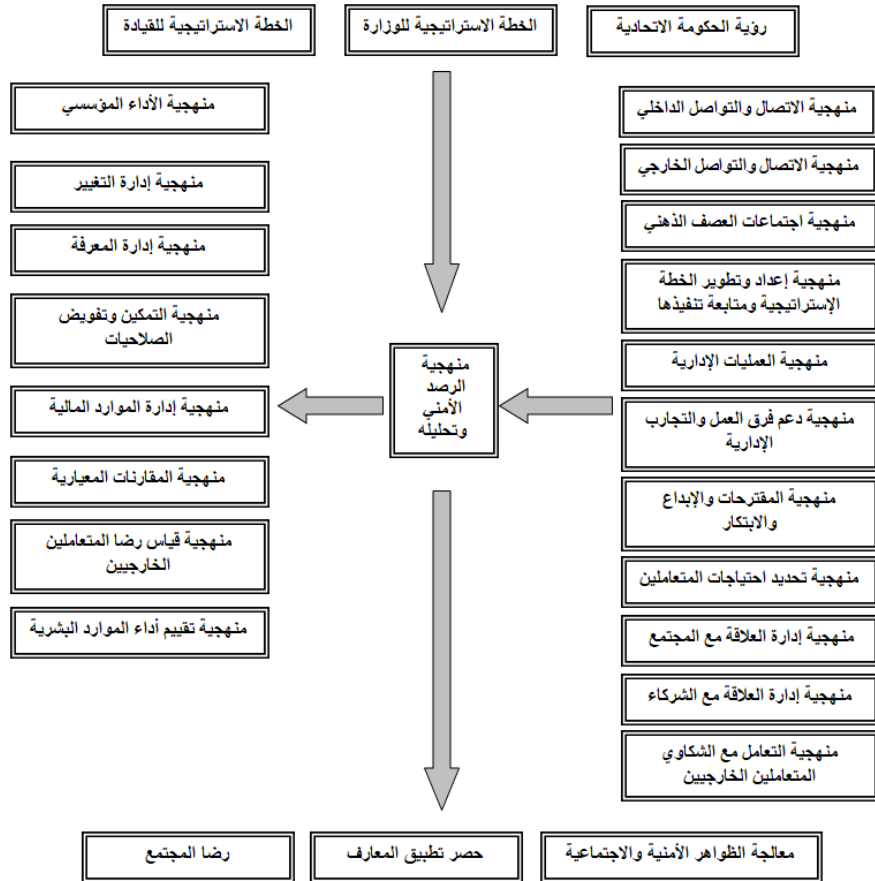 رؤية الحكومة الاتحادية
الخطة الاستراتيجية للوزارة
الخطة الاستراتيجية للقيادة
منهجية الاتصال والتواصل الداخلي
منهجية الاتصال والتواصل الخارجي
منهجية اجتماعات العصف الذهني
منهجية إعداد وتطوير الخطة
الإستراتيجية ومتابعة تنفيذها
منهجية العمليات الإدارية
منهجية دعم فرق العمل والتجارب
الإدارية
منهجية المقترحات والإبداع
والابتكار
منهجية تحديد احتياجات المتعاملين
منهجية إدارة العلاقة مع المجتمع
منهجية إدارة العلاقة مع الشركاء
منهجية التعامل مع الشكاوي
المتعاملين الخارجيين
منهجية
الرصد
الأمني
وتحليله
منهجية الأداء المؤسسي
منهجية إدارة التغيير
منهجية إدارة المعرفة
منهجية التمكين وتفويض
الصلاحيات
منهجية إدارة الموارد المالية
منهجية المقارنات المعيارية
منهجية قياس رضا المتعاملين
الخارجيين
منهجية تقييم أداء الموارد البشرية
معالجة الظواهر الأمنية والاجتماعية
حصر تطبيق المعارف
رضا المجتمع